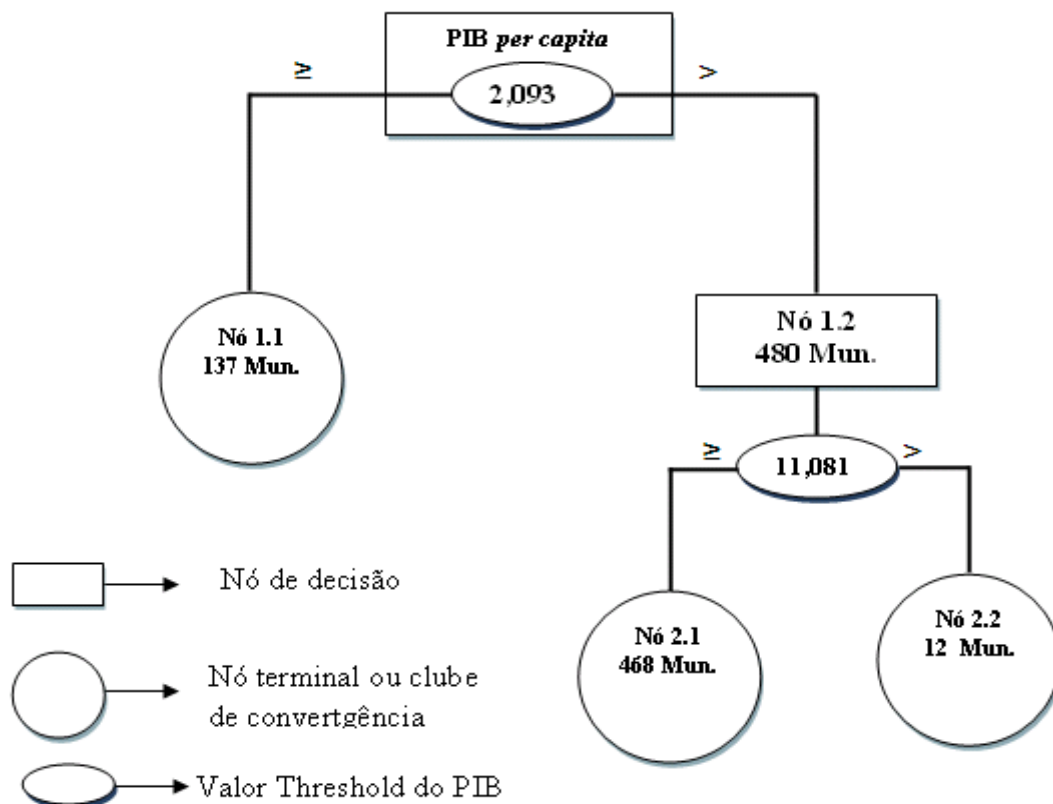 PIB per capita
≥
2,093
>
Nó 1.1
137 Mun.
Nó 1.2
480 Mun.
≥
11,081
>
Nó 2.1
468 Mun.
Nó 2.2
12 Mun.
Nó de decisão
Nó terminal ou clube
de convertgência
Valor Threshold do PIB